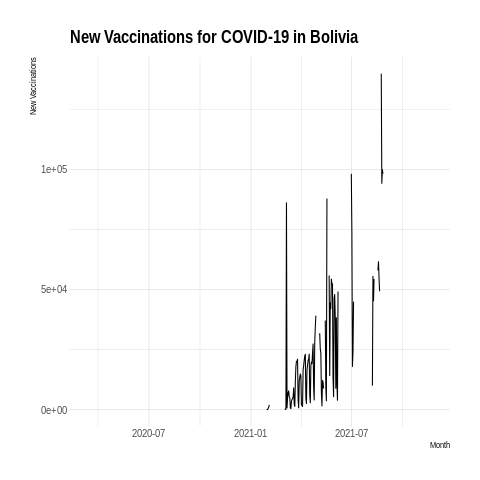 New Vaccinations for COVID-19 in Bolivia
New Vaccinations
1e+05
5e+04
0e+00
2020-07
2021-01
2021-07
Month